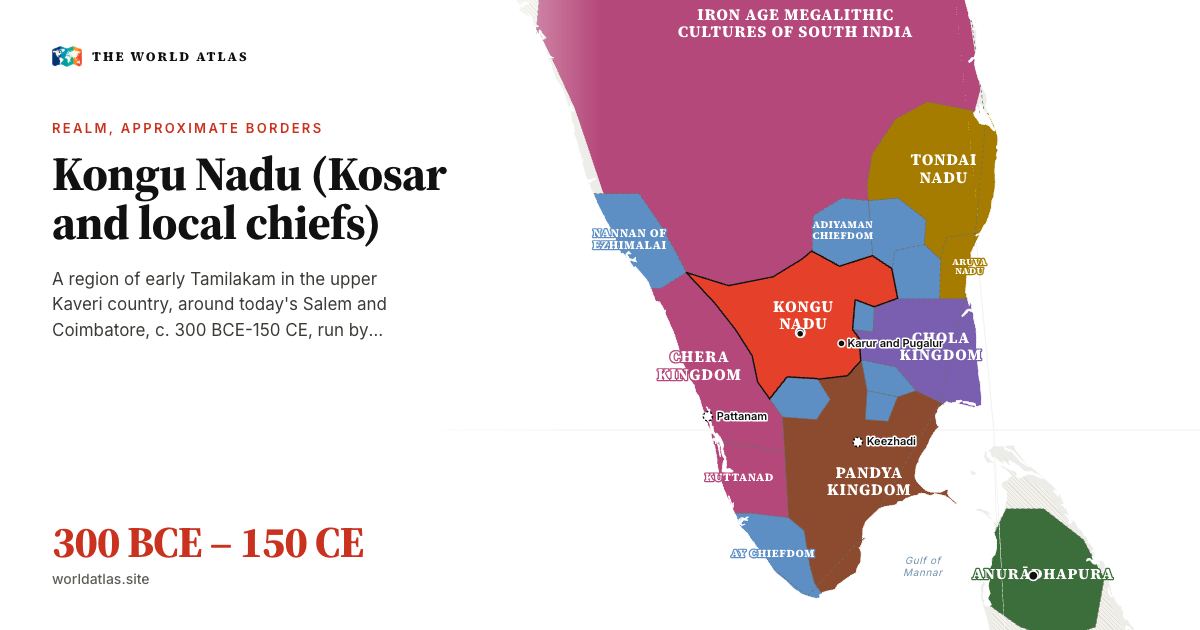 THE WORLD ATLAS
REALM, APPROXIMATE BORDERS
Kongu Nadu (Kosar
and local chiefs)
A region of early Tamilakam in the upper
Kaveri country, around today's Salem and
Coimbatore, c. 300 BCE-150 CE, run by...
300 BCE – 150 CE
worldatlas.site
IRON AGE MEGALITHIC
CULTURES OF SOUTH INDIA
TONDAI
NADU
NANNAN OF
EZHIMALAI
ADIYAMAN
CHIEFDOM
ARUVA
NADU
KONGU
NADU
Karur and Pugalur
CHOLA
KINGDOM
CHERA
KINGDOM
Pattanam
Keezhadi
KUTTANAD
PANDYA
KINGDOM
AY CHIEFDOM
Gulf of
Mannar
ANURĀDHAPURA